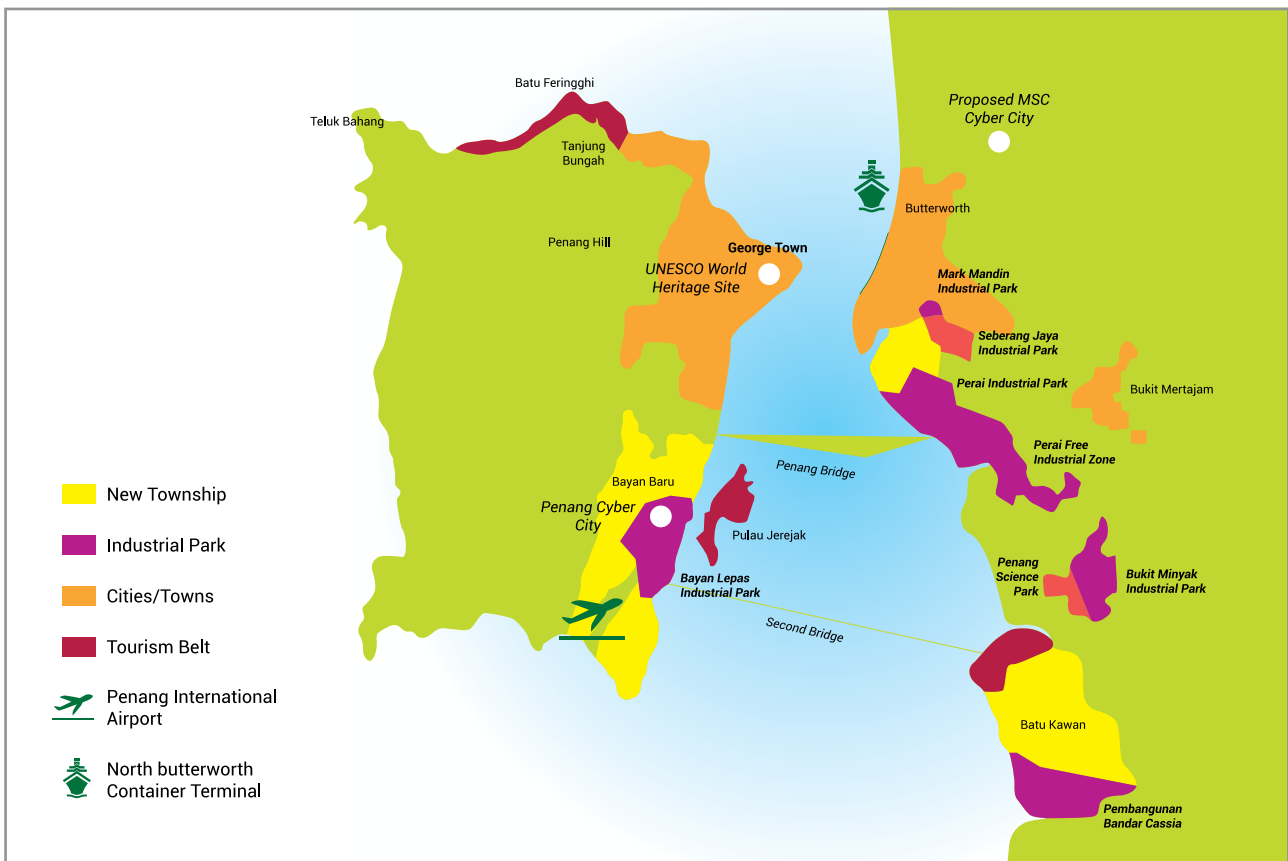 Batu Feringghi
Teluk Bahang
Tanjung
Bungah
Penang Hill
George Town
UNESCO World
Heritage Site
Proposed MSC
Cyber City
Butterworth
Mark Mandin
Industrial Park
Seberang Jaya
Industrial Park
Perai Industrial Park
Bukit Mertajam
Perai Free
Industrial Zone
Penang Bridge
Bayan Baru
Penang Cyber
City
Pulau Jerejak
Bayan Lepas
Industrial Park
Penang
Science
Park
Bukit Minyak
Industrial Park
Second Bridge
Batu Kawan
Pembangunan
Bandar Cassia
New Township
Industrial Park
Cities/Towns
Tourism Belt
Penang International
Airport
North butterworth
Container Terminal